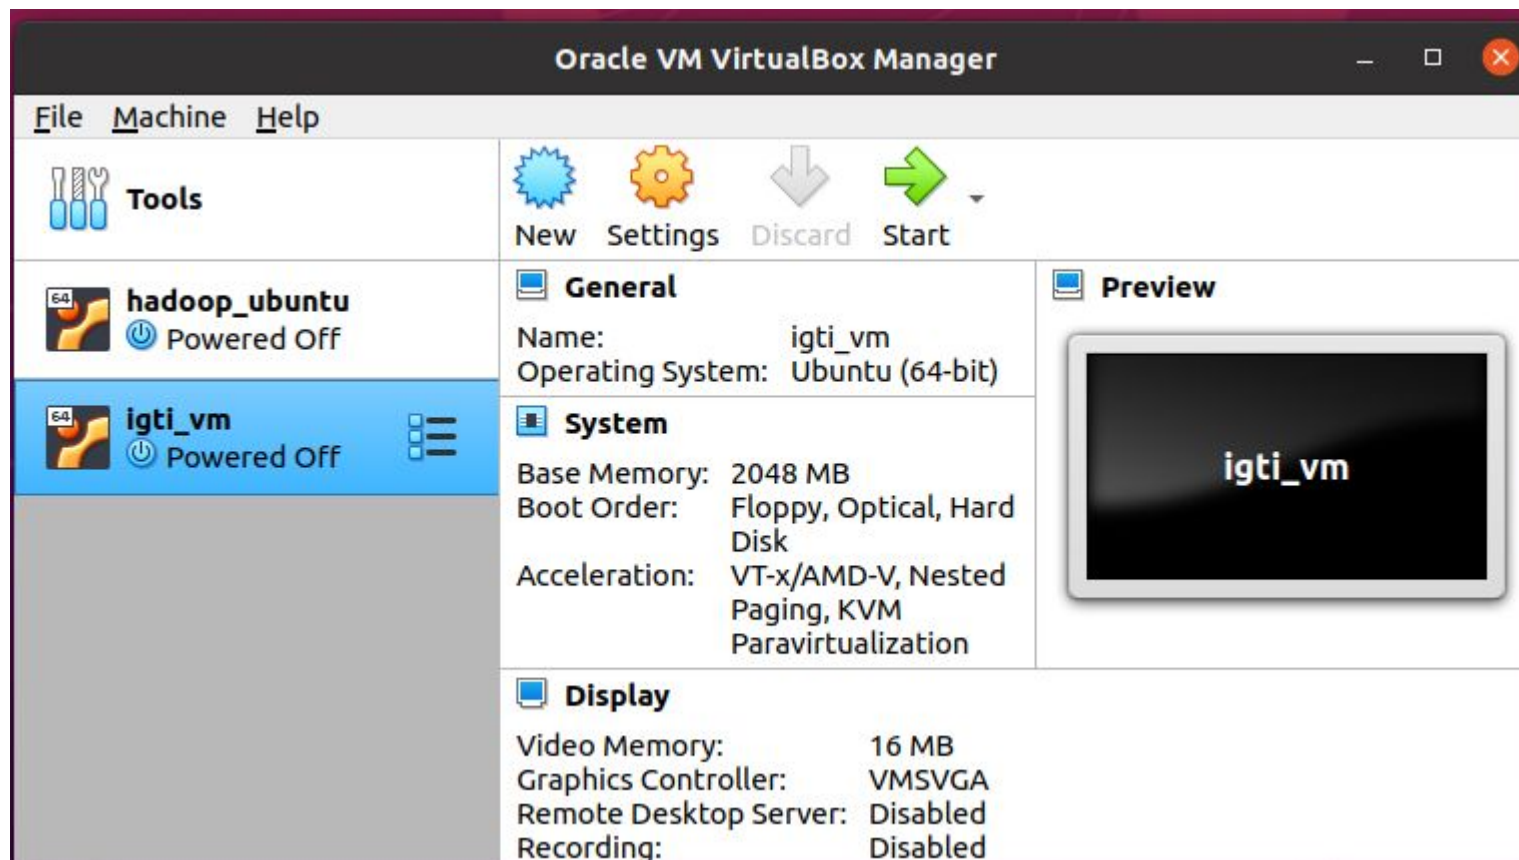 Oracle VM VirtualBox Manager
File Machine Help
Tools
New Settings Discard Start
64
hadoop_ubuntu
Powered Off
64
igti_vm
Powered Off
General
Name: igti_vm
Operating System: Ubuntu (64-bit)
System
Base Memory: 2048 MB
Boot Order: Floppy, Optical, Hard
Disk
Acceleration: VT-x/AMD-V, Nested
Paging, KVM
Paravirtualization
Preview
igti_vm
Display
Video Memory: 16 MB
Graphics Controller: VMSVGA
Remote Desktop Server: Disabled
Recording: Disabled